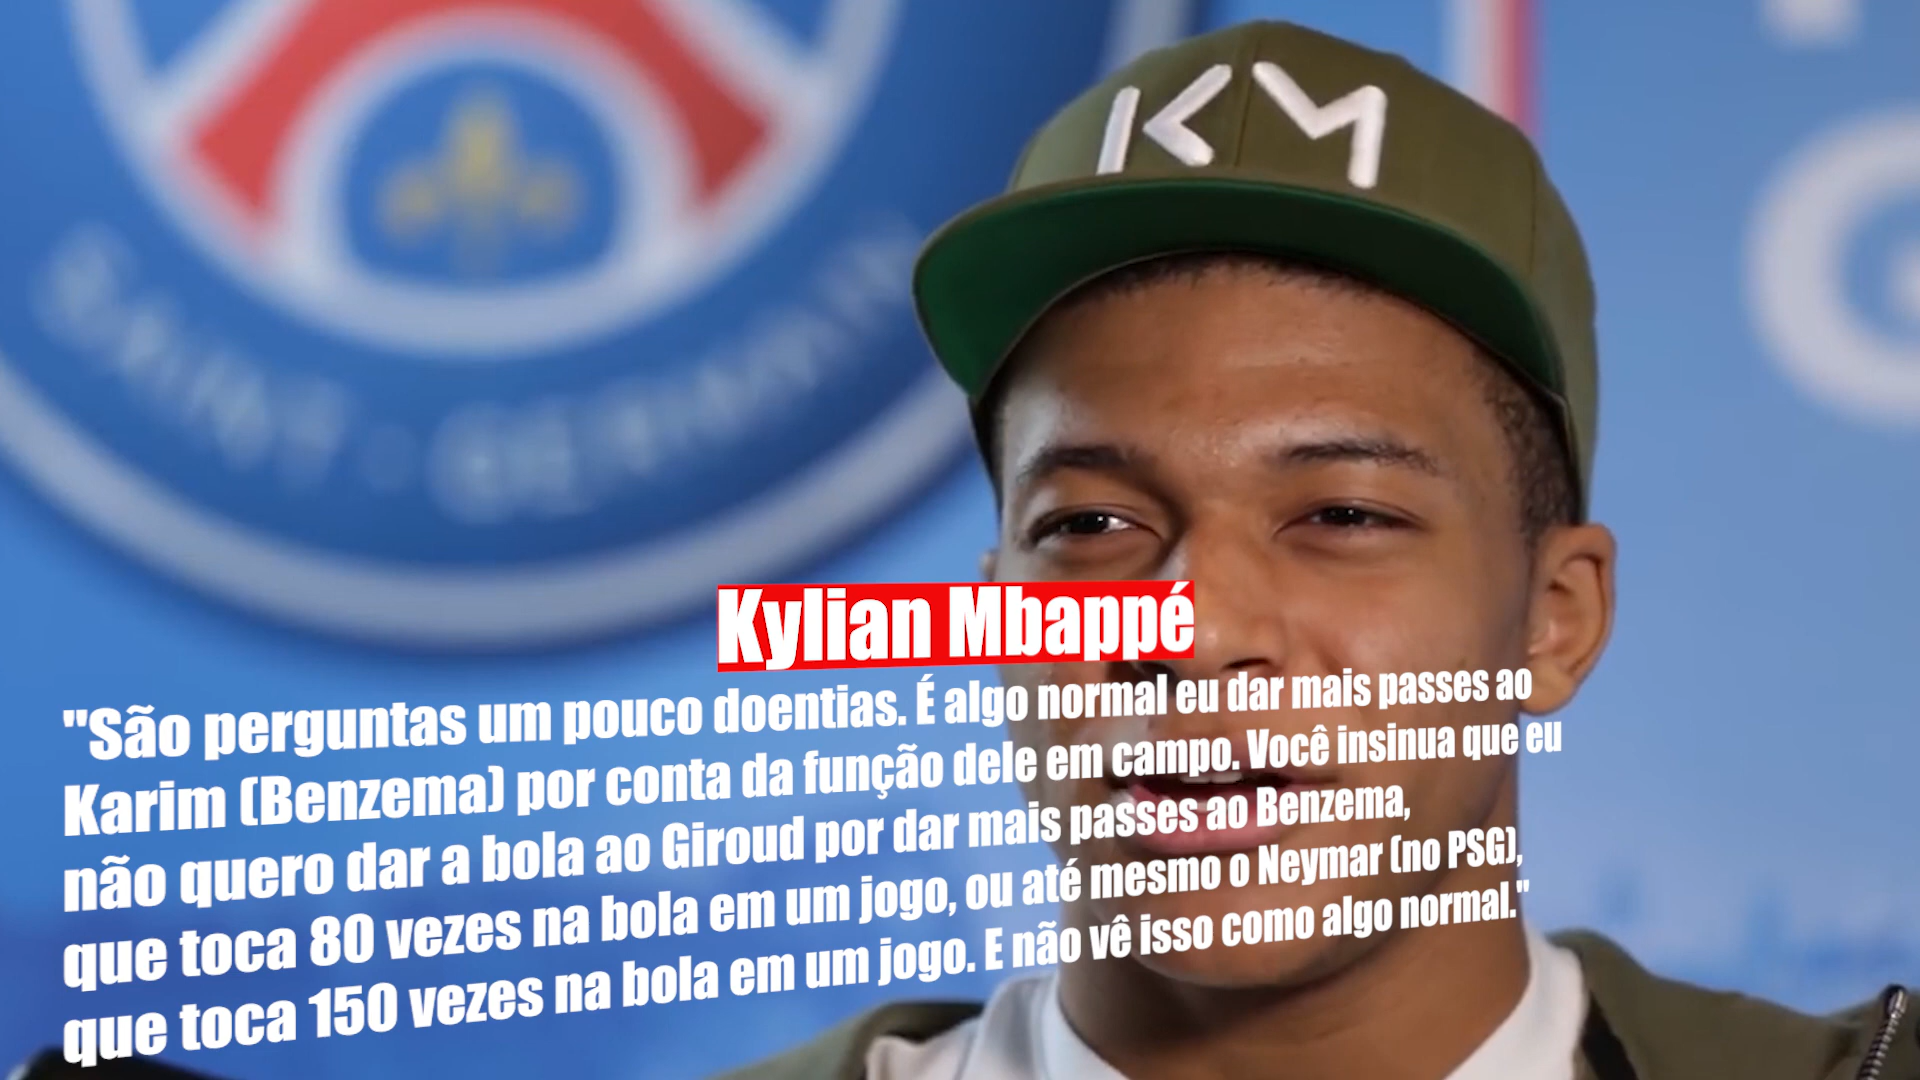 KM
SAINT-GERMAIN
Kylian Mbappé
"São perguntas um pouco doentias. É algo normal eu dar mais passes ao
Karim (Benzema) por conta da função dele em campo. Você insinua que eu
não quero dar a bola ao Giroud por dar mais passes ao Benzema,
que toca 80 vezes na bola em um jogo, ou até mesmo o Neymar (no PSG),
que toca 150 vezes na bola em um jogo. E não vê isso como algo normal."